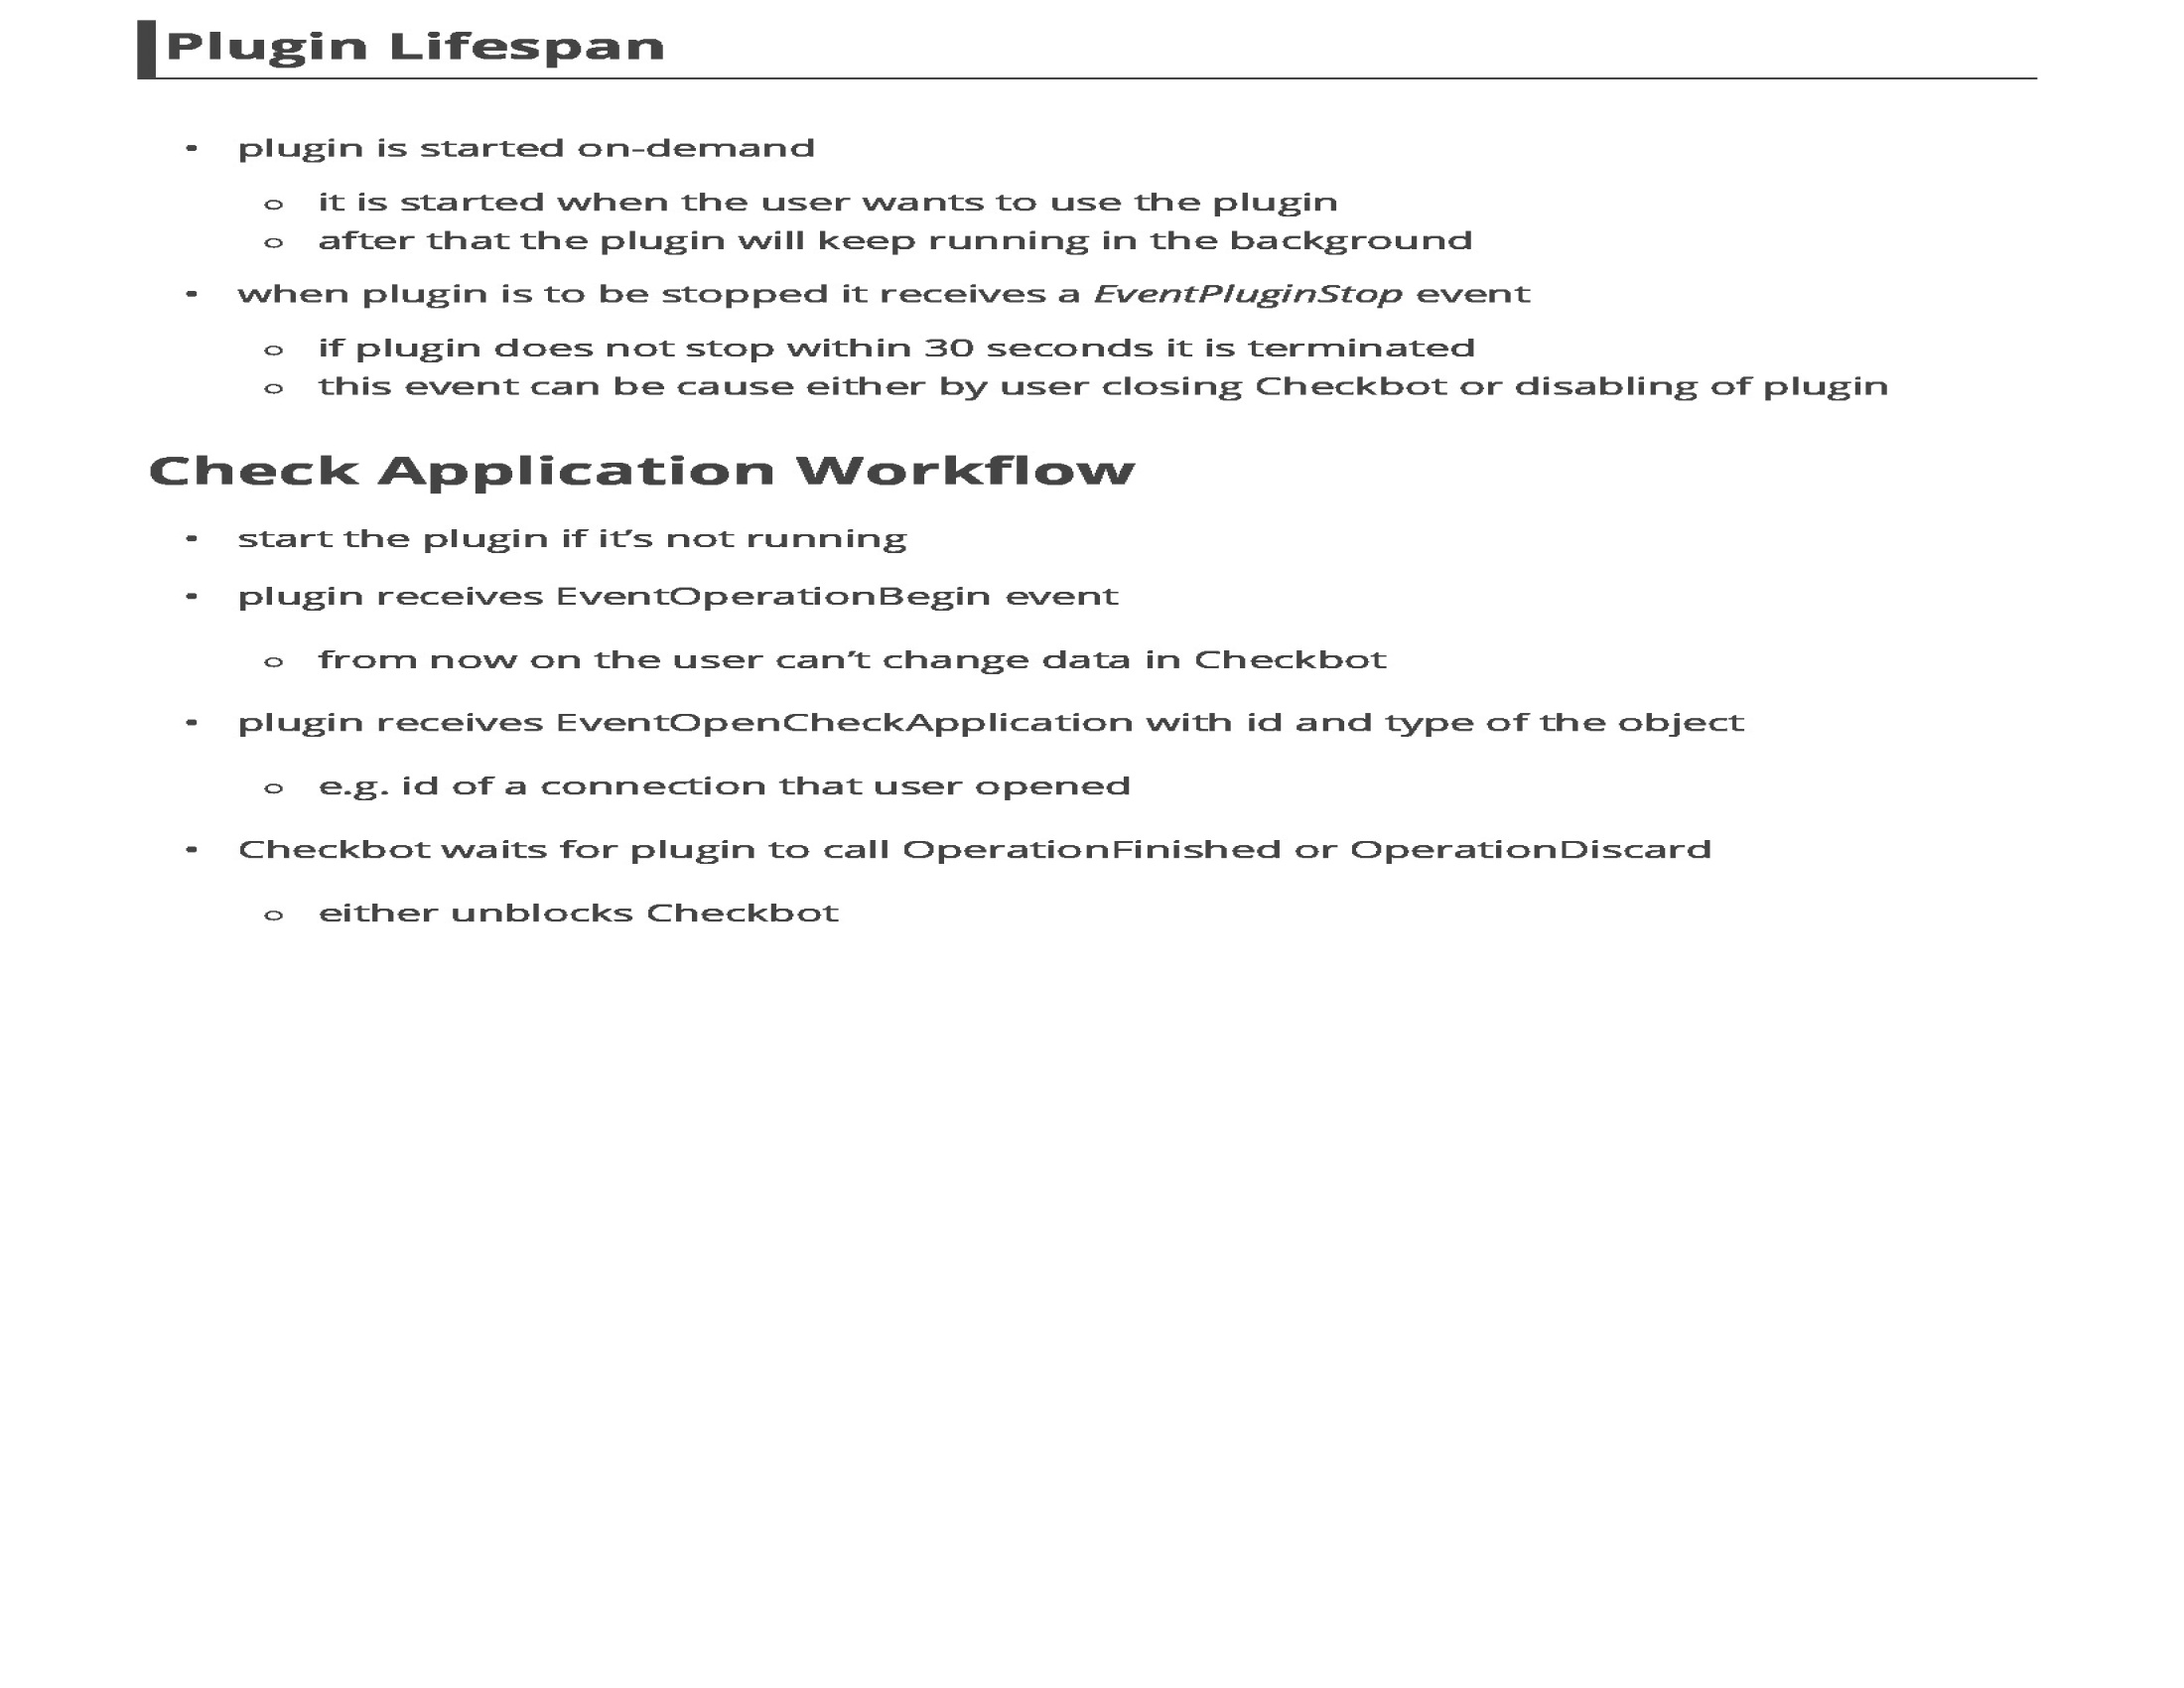 Plugin Lifespan
• plugin is started on-demand
o it is started when the user wants to use the plugin
o after that the plugin will keep running in the background
• when plugin is to be stopped it receives a EventPluginStop event
o if plugin does not stop within 30 seconds it is terminated
o this event can be cause either by user closing Checkbot or disabling of plugin
Check Application Workflow
• start the plugin if it’s not running
• plugin receives EventOperationBegin event
o from now on the user can’t change data in Checkbot
• plugin receives EventOpenCheckApplication with id and type of the object
o e.g. id of a connection that user opened
• Checkbot waits for plugin to call OperationFinished or OperationDiscard
o either unblocks Checkbot